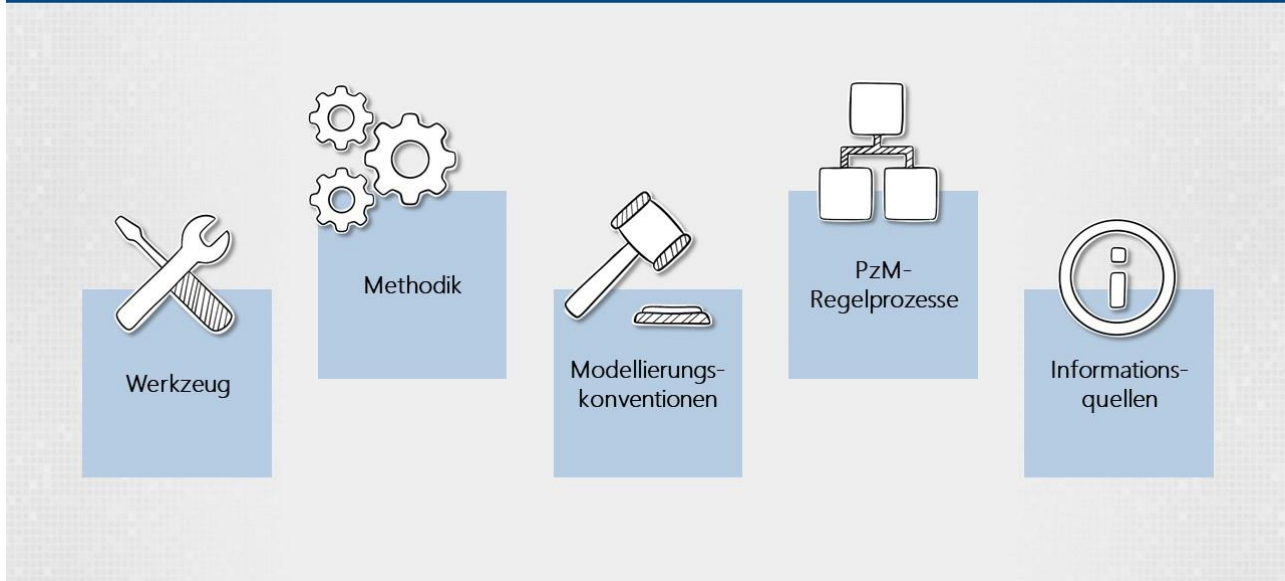 Werkzeug
Methodik
Modellierungs-
konventionen
PzM-
Regelprozesse
Informations-
quellen